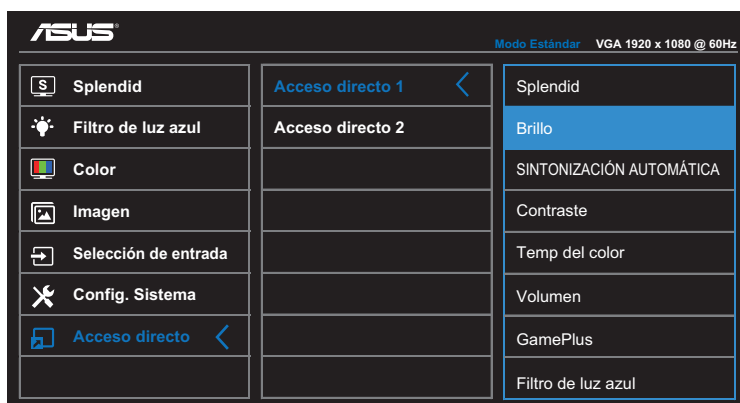 ASUS
Modo Estándar VGA 1920 x 1080 @ 60Hz
S Splendid
Filtro de luz azul
Color
Imagen
Selección de entrada
Config. Sistema
Acceso directo
Acceso directo 1
Acceso directo 2
Splendid
Brillo
SINTONIZACIÓN AUTOMÁTICA
Contraste
Temp del color
Volumen
GamePlus
Filtro de luz azul